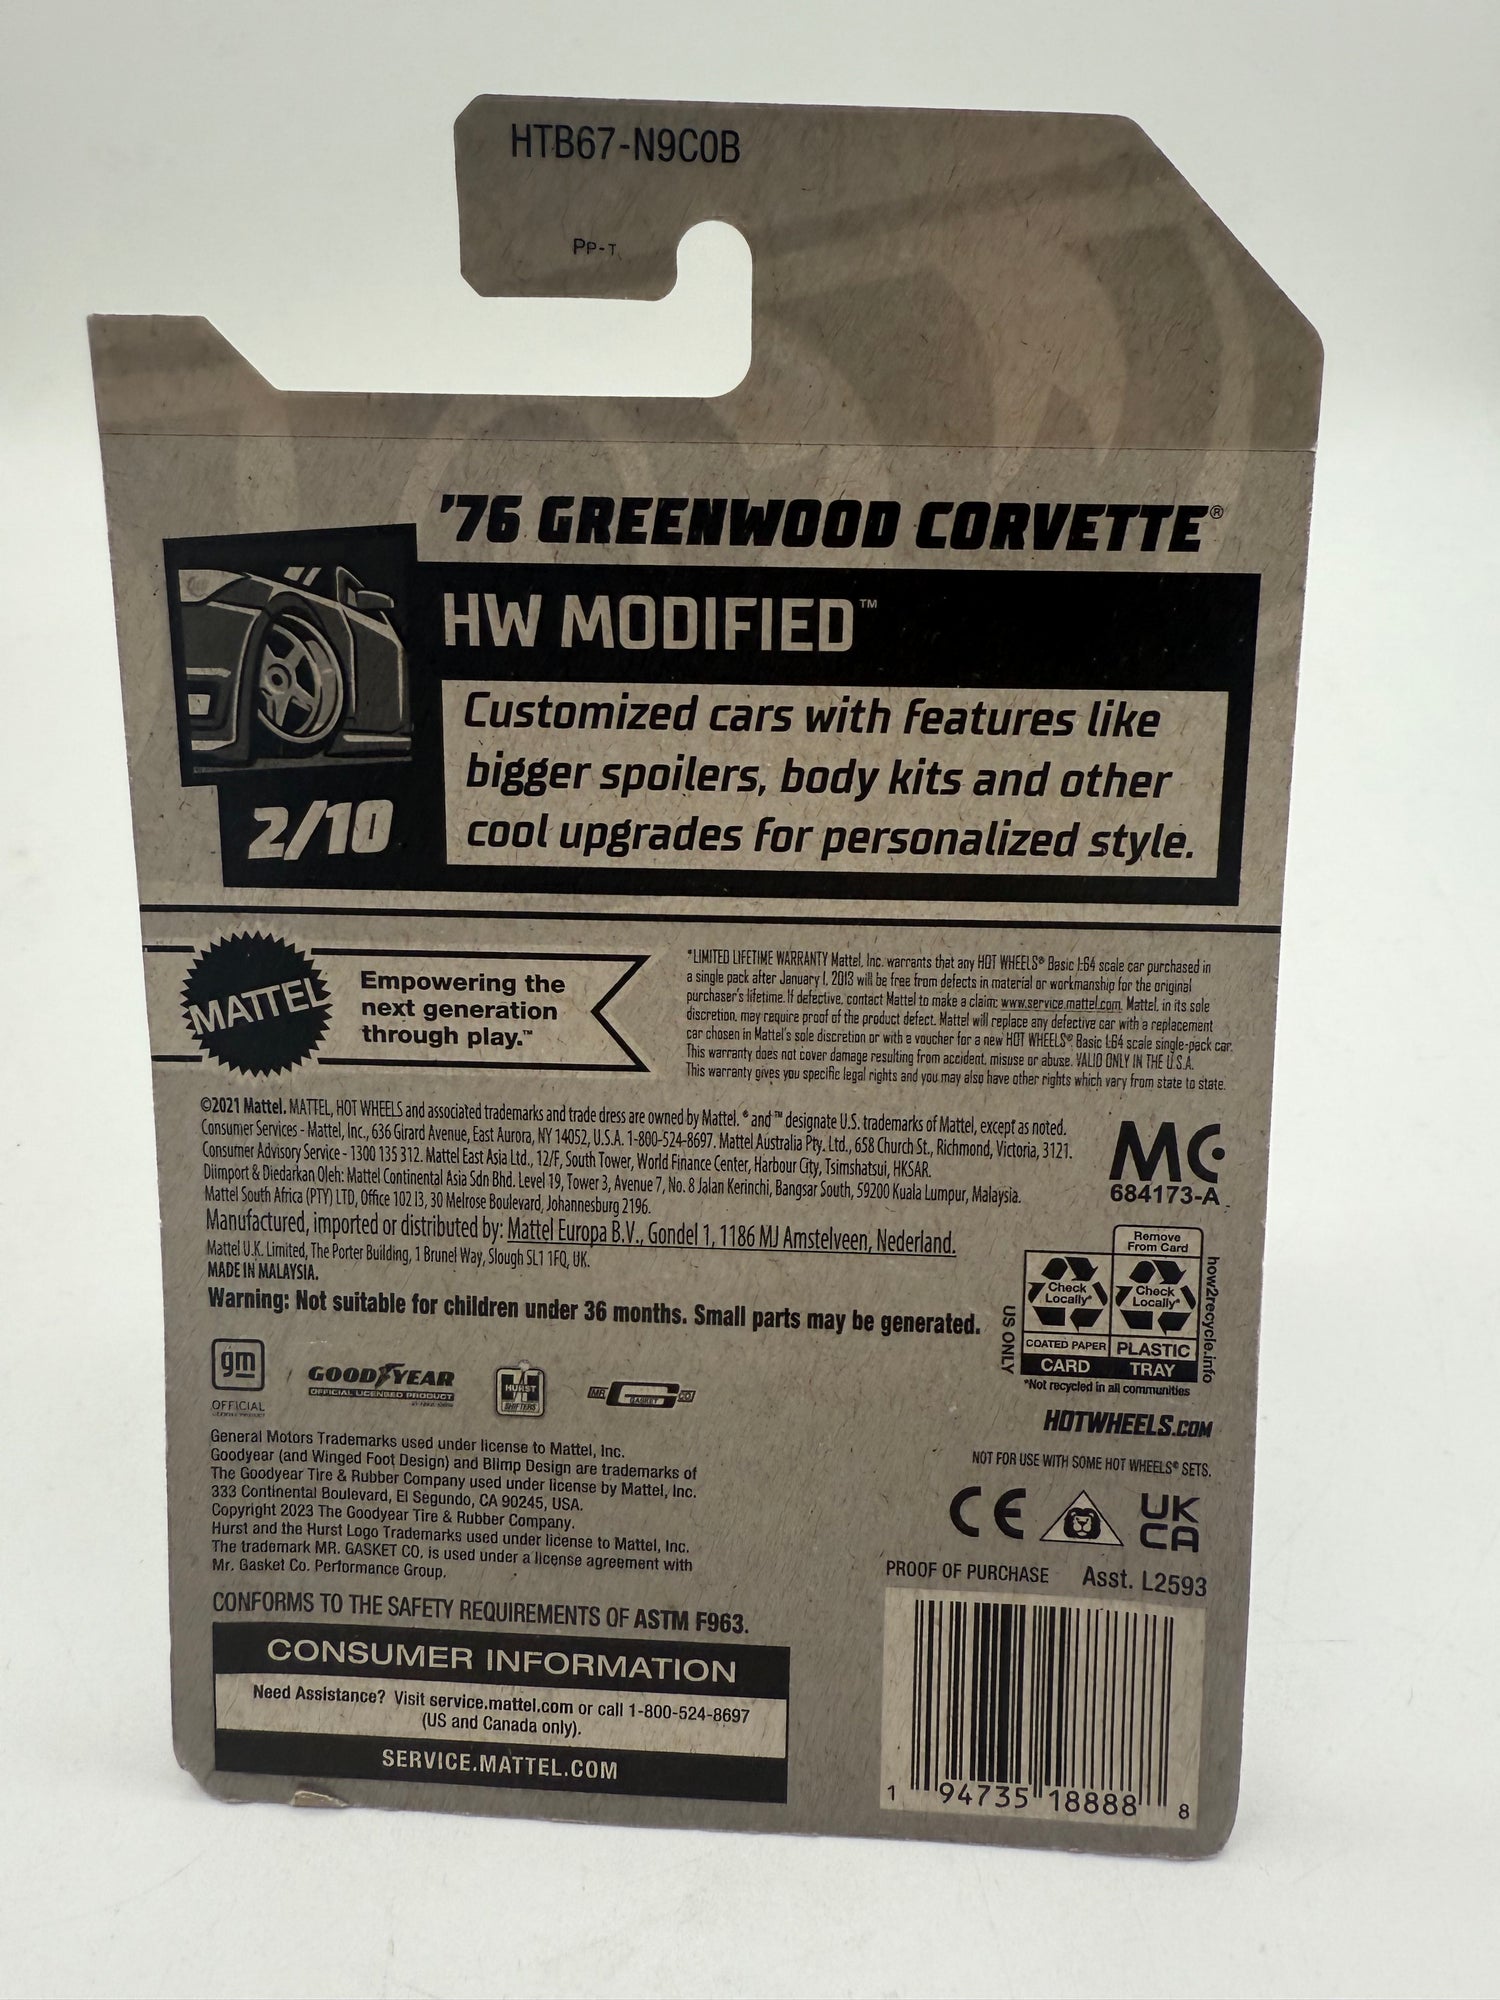 HTB67-N9C0B
PP-T
'76 GREENWOOD CORVETTE®
HW MODIFIED™
Customized cars with features like
bigger spoilers, body kits and other
cool upgrades for personalized style.
2/10
MATTEL
Empowering the
next generation
through play.™
*LIMITED LIFETIME WARRANTY Mattel, Inc. warrants that any HOT WHEELS® Basic 1:64 scale car purchased in
a single pack after January 1, 2013 will be free from defects in material or workmanship for the original
purchaser's lifetime. If defective, contact Mattel to make a claim: www.service.mattel.com. Mattel, in its sole
discretion, may require proof of the product defect. Mattel will replace any defective car with a replacement
car chosen in Mattel's sole discretion or with a voucher for a new HOT WHEELS® Basic 1:64 scale single-pack car.
This warranty does not cover damage resulting from accident, misuse or abuse. VALID ONLY IN THE U.S.A.
This warranty gives you specific legal rights and you may also have other rights which vary from state to state.
©2021 Mattel. MATTEL, HOT WHEELS and associated trademarks and trade dress are owned by Mattel. ® and ™ designate U.S. trademarks of Mattel, except as noted.
Consumer Services - Mattel, Inc., 636 Girard Avenue, East Aurora, NY 14052, U.S.A. 1-800-524-8697. Mattel Australia Pty. Ltd., 658 Church St., Richmond, Victoria, 3121.
Consumer Advisory Service - 1300 135 312. Mattel East Asia Ltd., 12/F, South Tower, World Finance Center, Harbour City, Tsimshatsui, HKSAR.
Diimport & Diedarkan Oleh: Mattel Continental Asia Sdn Bhd. Level 19, Tower 3, Avenue 7, No. 8 Jalan Kerinchi, Bangsar South, 59200 Kuala Lumpur, Malaysia.
Mattel South Africa (PTY) LTD, Office 102 I3, 30 Melrose Boulevard, Johannesburg 2196.
Manufactured, imported or distributed by: Mattel Europa B.V., Gondel 1, 1186 MJ Amstelveen, Nederland.
Mattel U.K. Limited, The Porter Building, 1 Brunel Way, Slough SL1 1FQ, UK.
MADE IN MALAYSIA.
Warning: Not suitable for children under 36 months. Small parts may be generated.
MC
684173-A
Remove
From Card
Check
Locally*
Check
Locally*
COATED PAPER
PLASTIC
CARD
TRAY
US ONLY
how2recycle.info
*Not recycled in all communities
gm
OFFICIAL
GOODYEAR
OFFICIAL LICENSED PRODUCT
HURST
SHIFTERS
MR GASKET CO
HOTWHEELS.COM
NOT FOR USE WITH SOME HOT WHEELS® SETS.
General Motors Trademarks used under license to Mattel, Inc.
Goodyear (and Winged Foot Design) and Blimp Design are trademarks of
The Goodyear Tire & Rubber Company used under license by Mattel, Inc.
333 Continental Boulevard, El Segundo, CA 90245, USA.
Copyright 2023 The Goodyear Tire & Rubber Company.
Hurst and the Hurst Logo Trademarks used under license to Mattel, Inc.
The trademark MR. GASKET CO. is used under a license agreement with
Mr. Gasket Co. Performance Group.
CE
UK
CA
PROOF OF PURCHASE
Asst. L2593
CONFORMS TO THE SAFETY REQUIREMENTS OF ASTM F963.
CONSUMER INFORMATION
Need Assistance? Visit service.mattel.com or call 1-800-524-8697
(US and Canada only).
SERVICE.MATTEL.COM
1 94735 18888 8